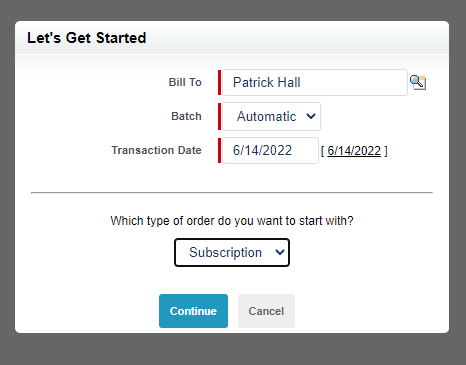 Let's Get Started
Bill To Patrick Hall
Batch Automatic
Transaction Date 6/14/2022 [ 6/14/2022 ]
Which type of order do you want to start with?
Subscription
Continue Cancel